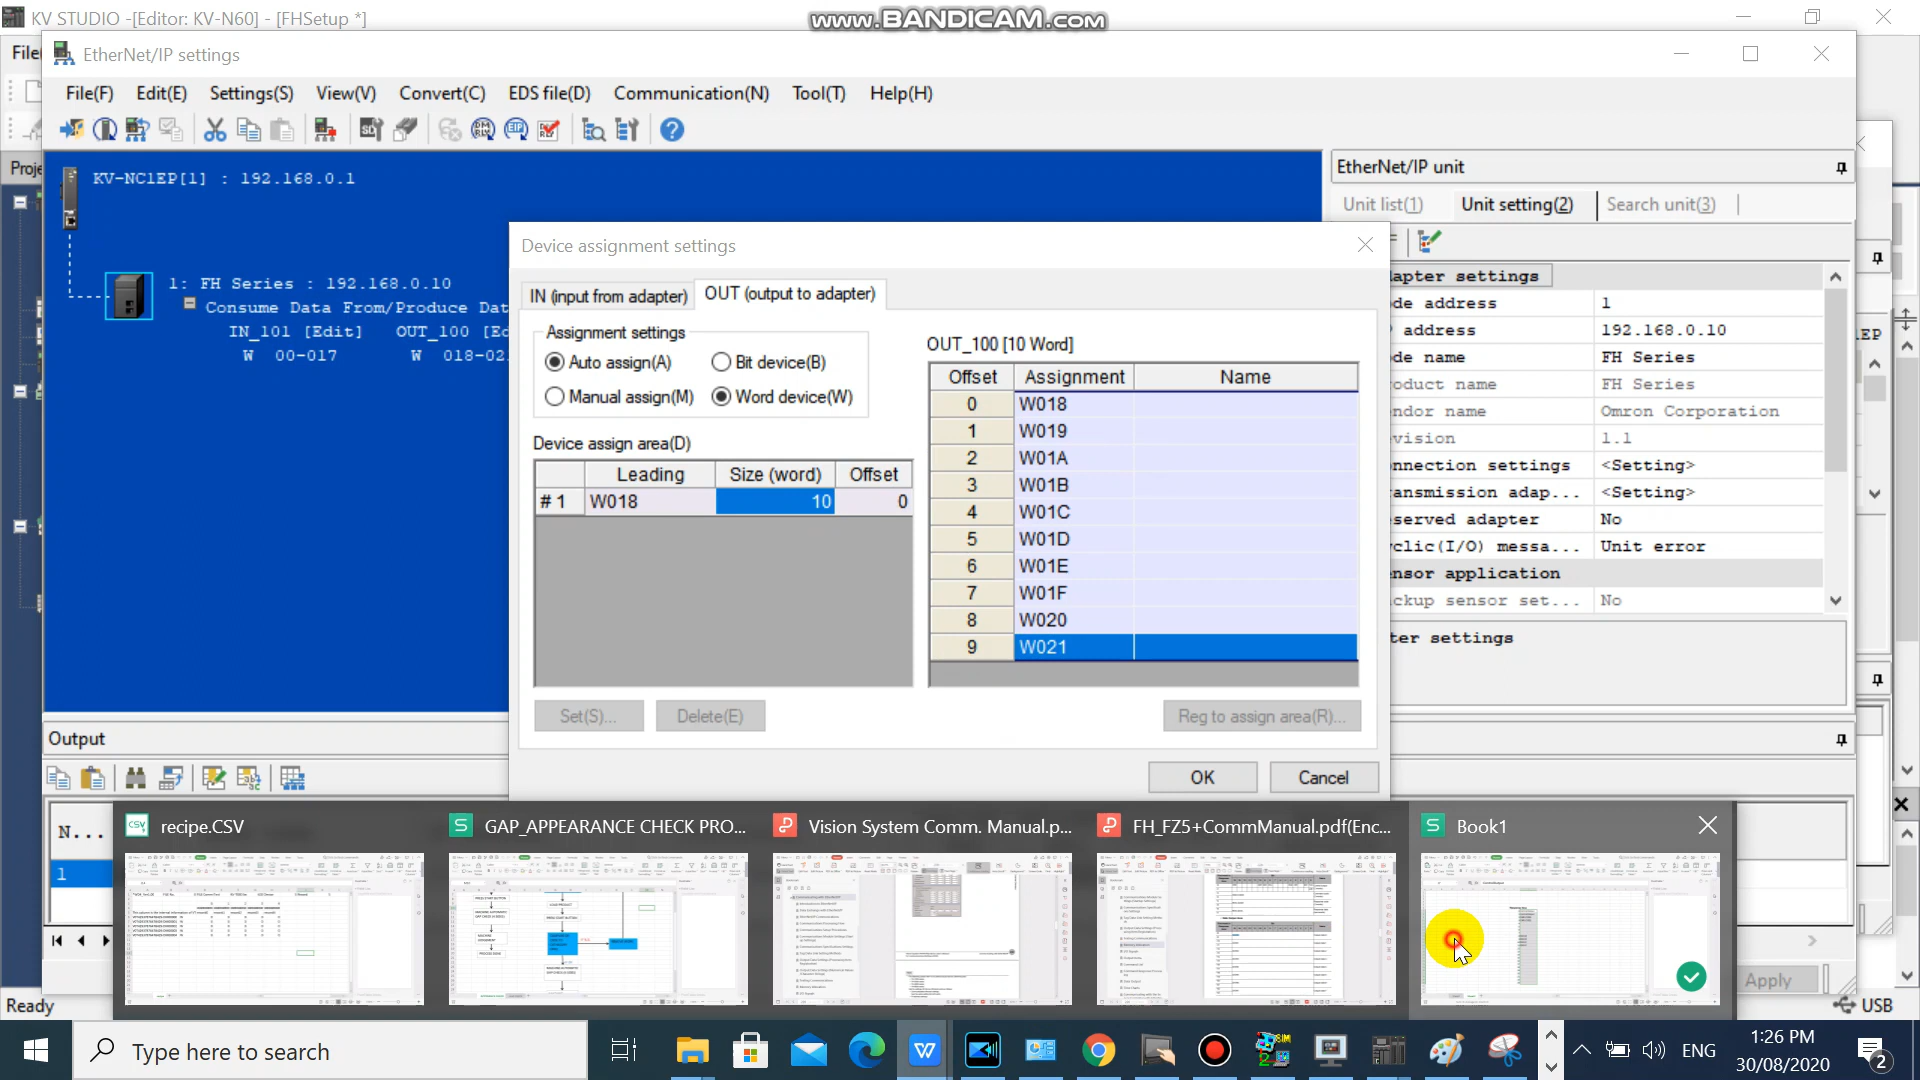 KV STUDIO -[Editor: KV-N60] - [FHSetup *]
www.BANDICAM.com
EtherNet/IP settings
File(F) Edit(E) Settings(S) View(V) Convert(C) EDS file(D) Communication(N) Tool(T) Help(H)
KV-NC1EP[1] : 192.168.0.1
1: FH Series : 192.168.0.10
Consume Data From/Produce Dat
IN_101 [Edit] OUT_100 [Ed
W 00-017 W 018-02
Device assignment settings
IN (input from adapter) OUT (output to adapter)
Assignment settings
Auto assign(A) Bit device(B)
Manual assign(M) Word device(W)
Device assign area(D)
Leading Size (word) Offset
# 1 W018 10 0
OUT_100 [10 Word]
Offset Assignment Name
0 W018
1 W019
2 W01A
3 W01B
4 W01C
5 W01D
6 W01E
7 W01F
8 W020
9 W021
Set(S)... Delete(E) Reg to assign area(R)...
OK Cancel
EtherNet/IP unit
Unit list(1) Unit setting(2) Search unit(3)
apter settings
ode address 1
address 192.168.0.10
ode name FH Series
oduct name FH Series
endor name Omron Corporation
vision 1.1
nnection settings <Setting>
ansmission adap... <Setting>
served adapter No
clic(I/O) messa... Unit error
nsor application
ckup sensor set... No
ter settings
Output
N...
1
recipe.CSV
GAP_APPEARANCE CHECK PRO...
Vision System Comm. Manual.p...
FH_FZ5+CommManual.pdf(Enc...
Book1
Apply
Ready
USB
Type here to search
ENG
1:26 PM
30/08/2020
2